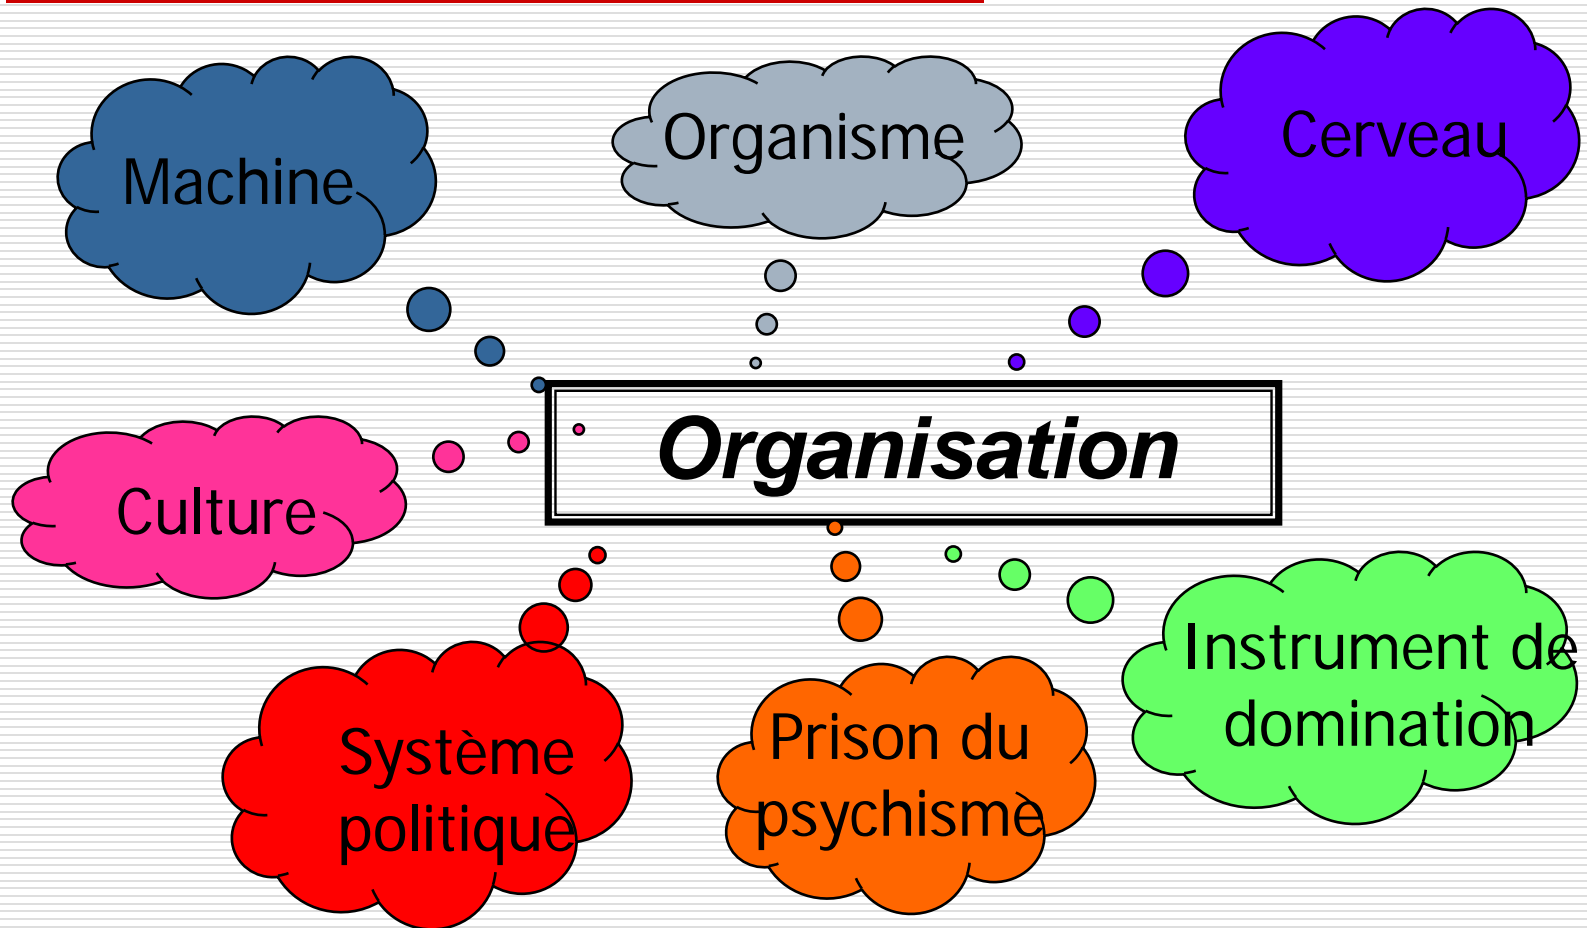 Machine
Organisme
Cerveau
Organisation
Culture
Système
politique
Prison du
psychisme
Instrument de
domination